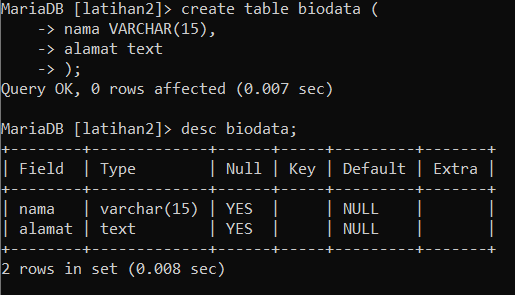 MariaDB [latihan2]> create table biodata (
    -> nama VARCHAR(15),
    -> alamat text
    -> );
Query OK, 0 rows affected (0.007 sec)

MariaDB [latihan2]> desc biodata;
+--------+-------------+------+-----+---------+-------+
| Field  | Type        | Null | Key | Default | Extra |
+--------+-------------+------+-----+---------+-------+
| nama   | varchar(15) | YES  |     | NULL    |       |
| alamat | text        | YES  |     | NULL    |       |
+--------+-------------+------+-----+---------+-------+
2 rows in set (0.008 sec)